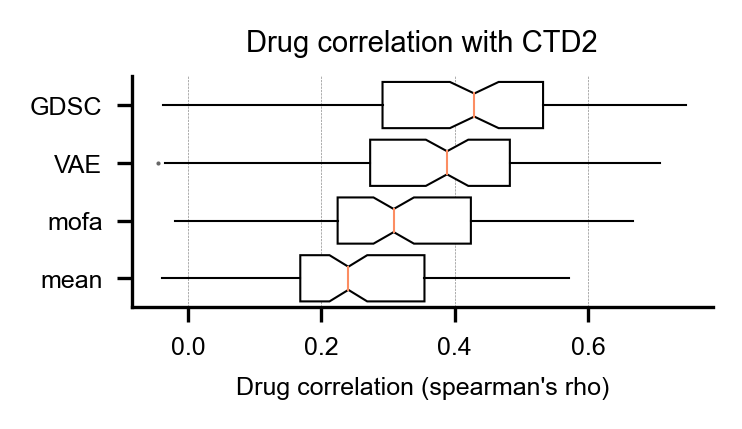 Drug correlation with CTD2
GDSC
VAE
mofa
mean
0.0 0.2 0.4 0.6
Drug correlation (spearman's rho)